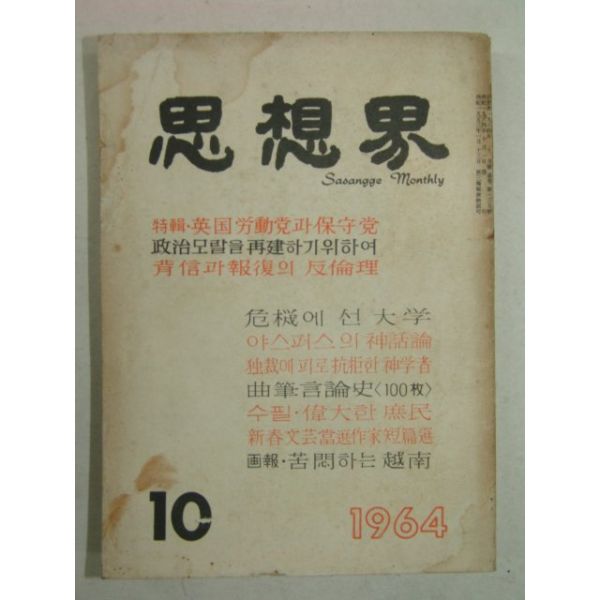 思想界
Sasangge Monthly
特輯·英国労動党과保守党
政治모랄을再建하기위하여
背信과報復의反倫理
危機에선大学
야스퍼스의神話論
独裁에피로抗拒한神学者
曲筆言論史〈100枚〉
수필·偉大한庶民
新春文芸當選作家短篇選
画報·苦悶하는越南
10 1964